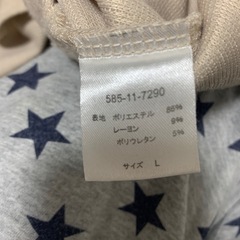 585-11-7290
表地 ポリエステル 86%
レーヨン 9%
ポリウレタン 5%
サイズ L